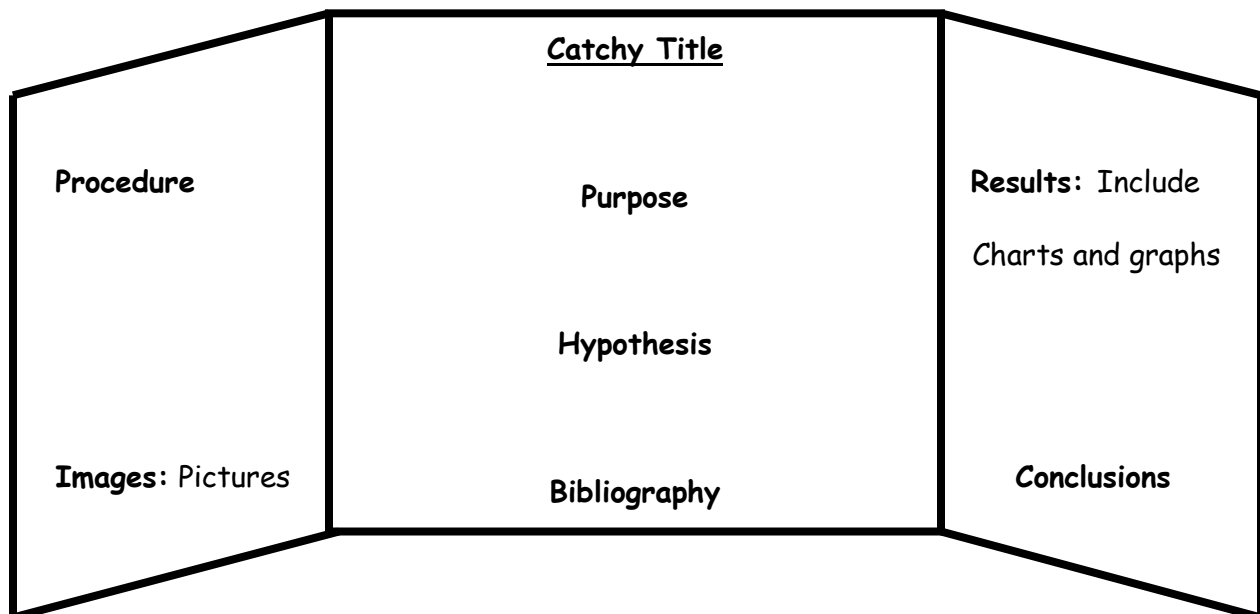 Catchy Title
Procedure
Images: Pictures
Purpose
Hypothesis
Bibliography
Results: Include
Charts and graphs
Conclusions